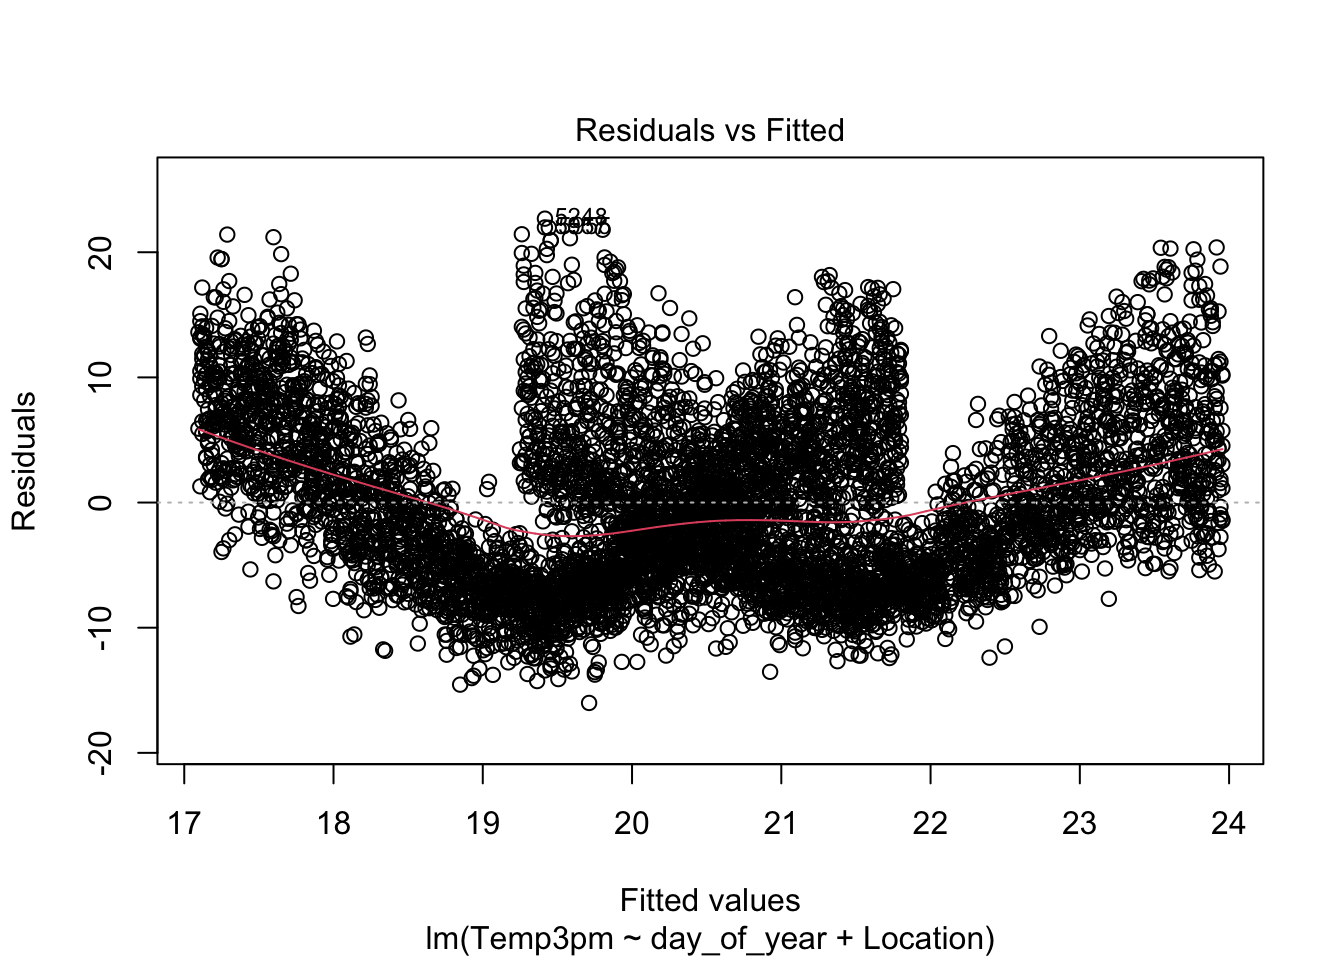 Residuals vs Fitted
Residuals
20
10
0
-10
-20
5248
17 18 19 20 21 22 23 24
Fitted values
lm(Temp3pm ~ day_of_year + Location)